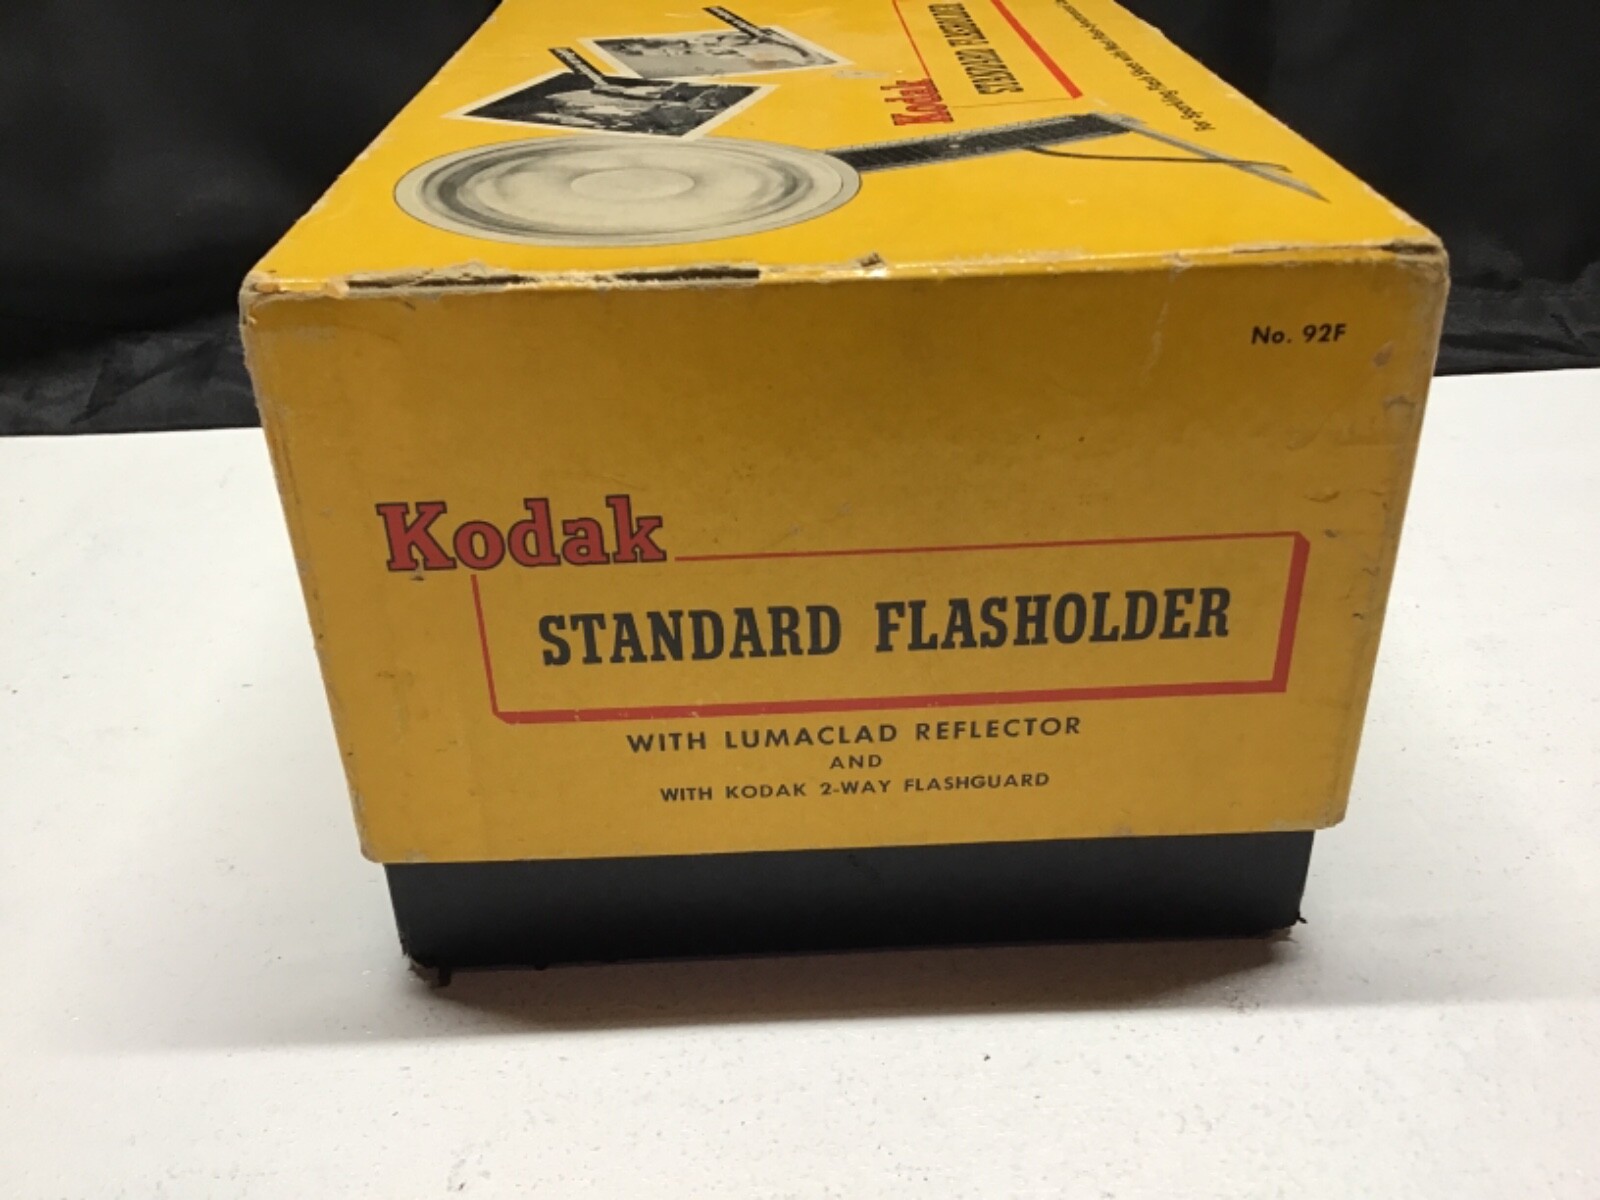 Kodak
STANDARD FLASHOLDER
No. 92F
Kodak
STANDARD FLASHOLDER
WITH LUMACLAD REFLECTOR
AND
WITH KODAK 2-WAY FLASHGUARD